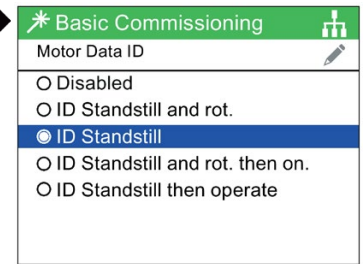 Basic Commissioning
Motor Data ID
Disabled
ID Standstill and rot.
ID Standstill
ID Standstill and rot. then on.
ID Standstill then operate